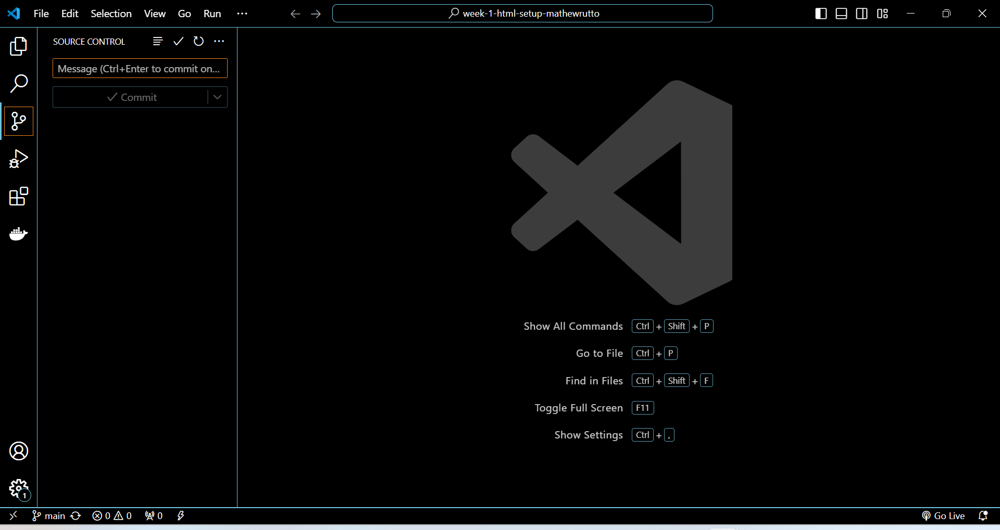 File Edit Selection View Go Run ···
week-1-html-setup-mathewrutto
SOURCE CONTROL
Message (Ctrl+Enter to commit on...
Commit
Show All Commands Ctrl + Shift + P
Go to File Ctrl + P
Find in Files Ctrl + Shift + F
Toggle Full Screen F11
Show Settings Ctrl + ,
1
main 0 0 0 Go Live